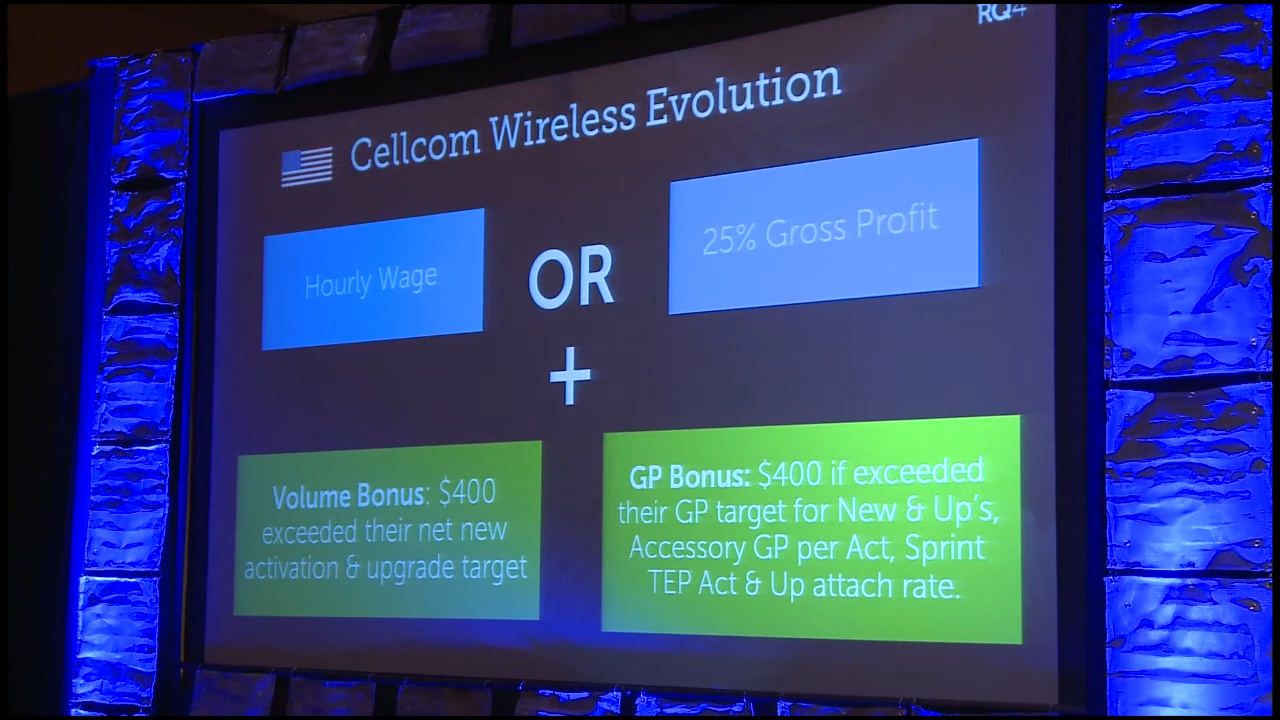 RQ4
Cellcom Wireless Evolution
Hourly Wage
OR
25% Gross Profit
+
Volume Bonus: $400
exceeded their net new
activation & upgrade target
GP Bonus: $400 if exceeded
their GP target for New & Up's,
Accessory GP per Act, Sprint
TEP Act & Up attach rate.